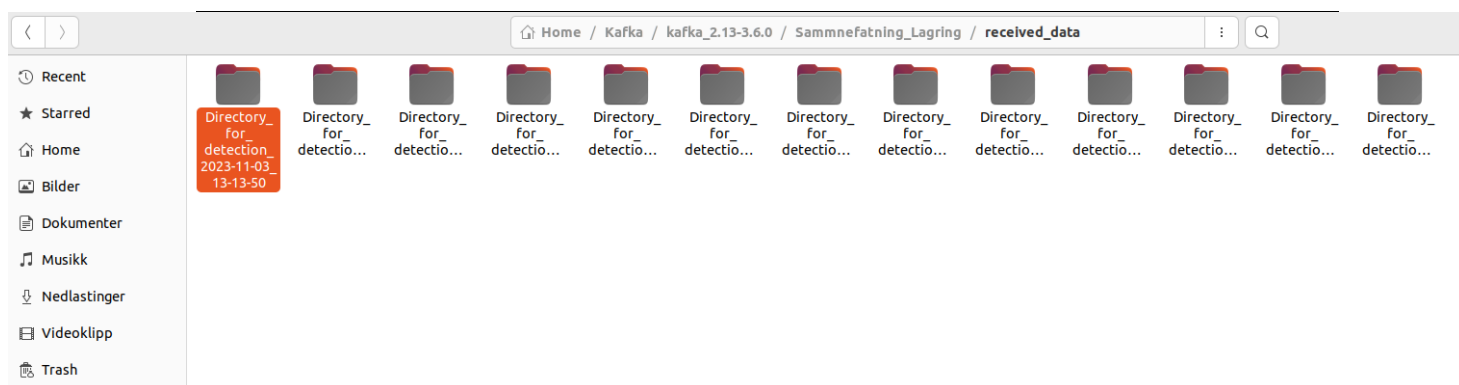 Home / Kafka / kafka_2.13-3.6.0 / Sammnefatning_Lagring / received_data
Recent
Starred
Home
Bilder
Dokumenter
Musikk
Nedlastinger
Videoklipp
Trash
Directory_
for_
detection_
2023-11-03_
13-13-50
Directory_
for_
detectio...
Directory_
for_
detectio...
Directory_
for_
detectio...
Directory_
for_
detectio...
Directory_
for_
detectio...
Directory_
for_
detectio...
Directory_
for_
detectio...
Directory_
for_
detectio...
Directory_
for_
detectio...
Directory_
for_
detectio...
Directory_
for_
detectio...
Directory_
for_
detectio...